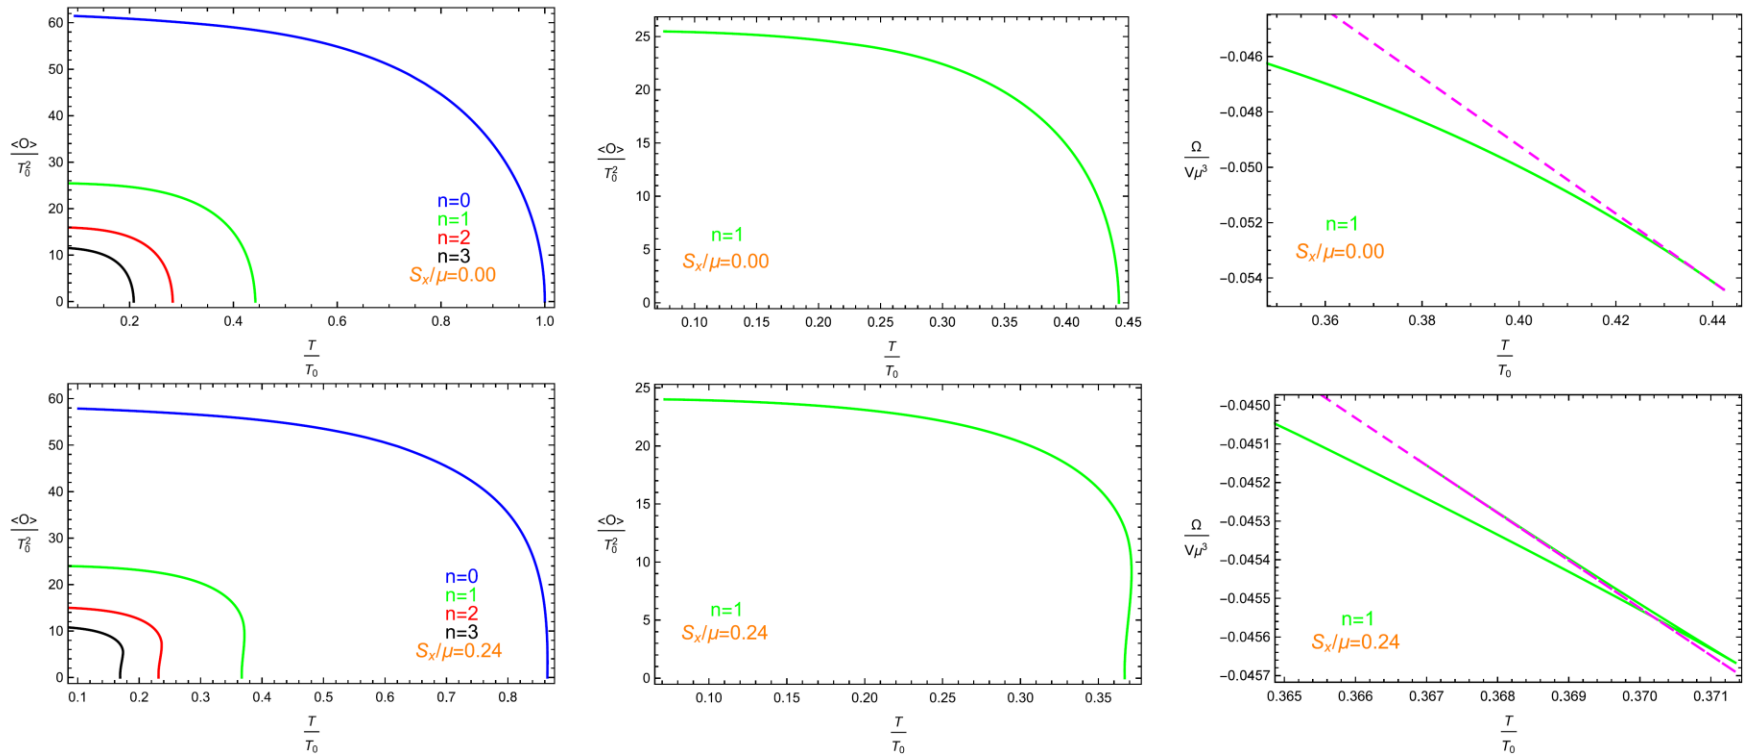 60
50
40
30
20
10
0
<O>
T₀²
n=0
n=1
n=2
n=3
Sₓ/μ=0.00
0.2 0.4 0.6 0.8 1.0
T
T₀
25
20
15
10
5
0
<O>
T₀²
n=1
Sₓ/μ=0.00
0.10 0.15 0.20 0.25 0.30 0.35 0.40 0.45
T
T₀
-0.046
-0.048
-0.050
-0.052
-0.054
Ω
Vμ³
n=1
Sₓ/μ=0.00
0.36 0.38 0.40 0.42 0.44
T
T₀
60
50
40
30
20
10
0
<O>
T₀²
n=0
n=1
n=2
n=3
Sₓ/μ=0.24
0.1 0.2 0.3 0.4 0.5 0.6 0.7 0.8
T
T₀
25
20
15
10
5
0
<O>
T₀²
n=1
Sₓ/μ=0.24
0.10 0.15 0.20 0.25 0.30 0.35
T
T₀
-0.0450
-0.0451
-0.0452
-0.0453
-0.0454
-0.0455
-0.0456
-0.0457
Ω
Vμ³
n=1
Sₓ/μ=0.24
0.365 0.366 0.367 0.368 0.369 0.370 0.371
T
T₀